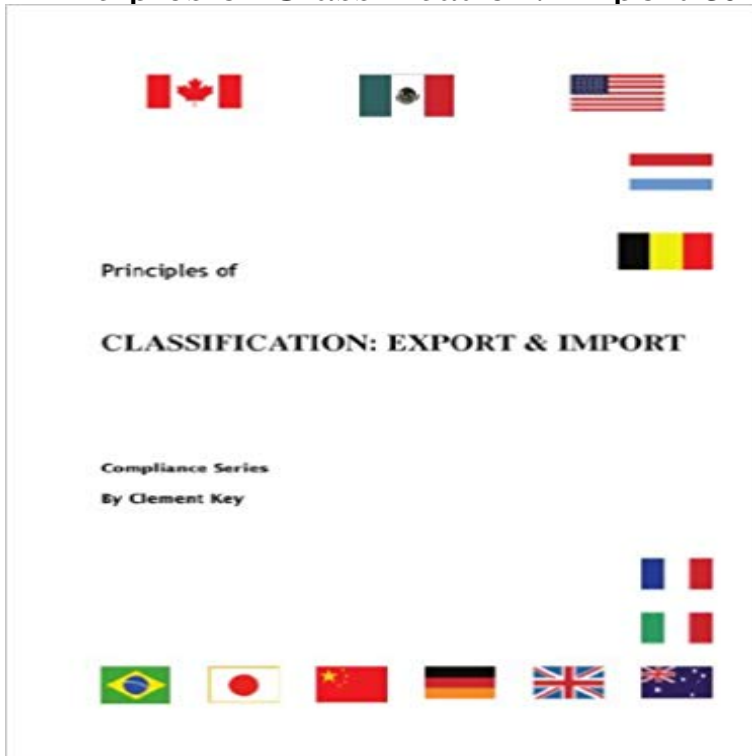 Principles of
CLASSIFICATION: EXPORT & IMPORT
Compliance Series
By Clement Key